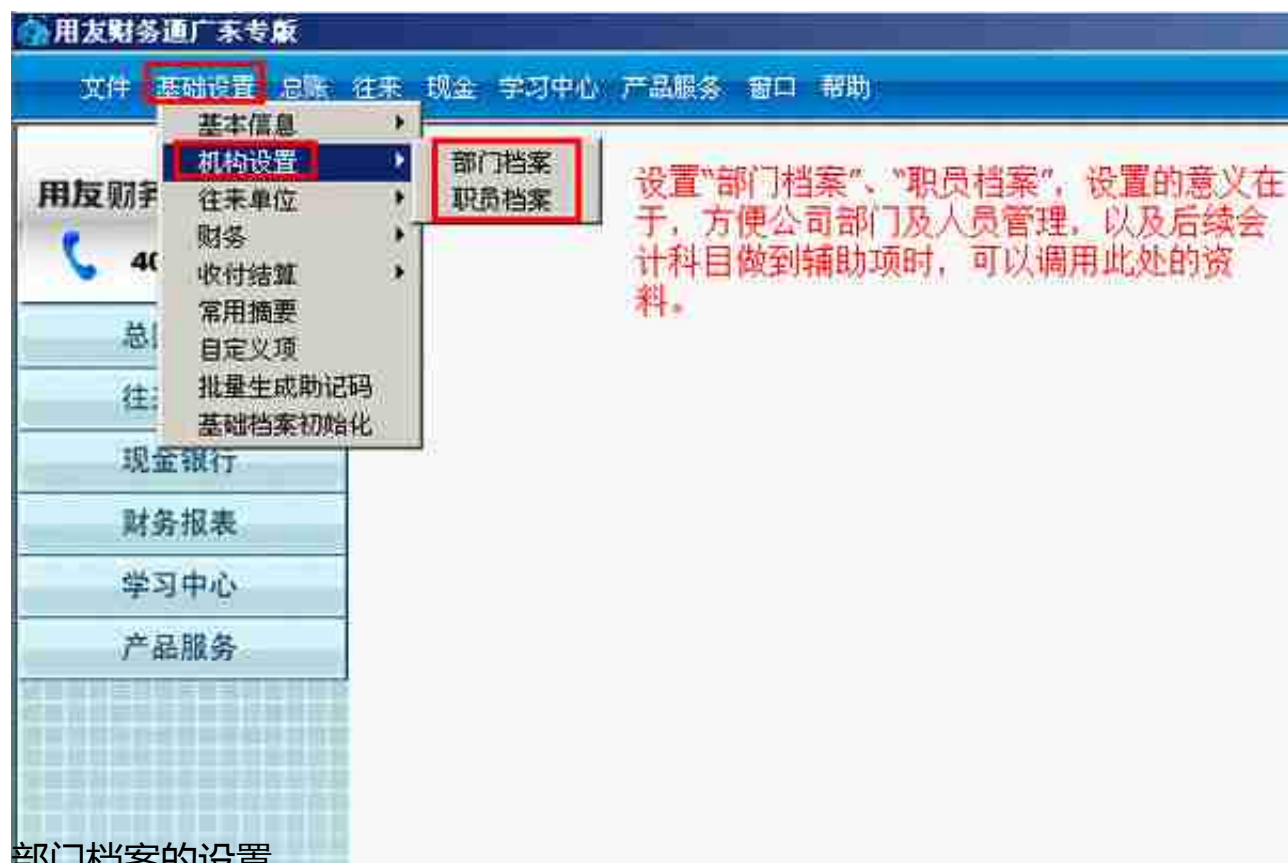 用友财务通广东专版
文件 基础设置 总账 往来 现金 学习中心 产品服务 窗口 帮助
基本信息
机构设置
往来单位
财务
收付结算
常用摘要
自定义项
批量生成助记码
基础档案初始化
部门档案
职员档案
设置“部门档案”、“职员档案”，设置的意义在
于，方便公司部门及人员管理，以及后续会
计科目做到辅助项时，可以调用此处的资
料。
用友财务
40
总
往
现金银行
财务报表
学习中心
产品服务
部门档案的设置